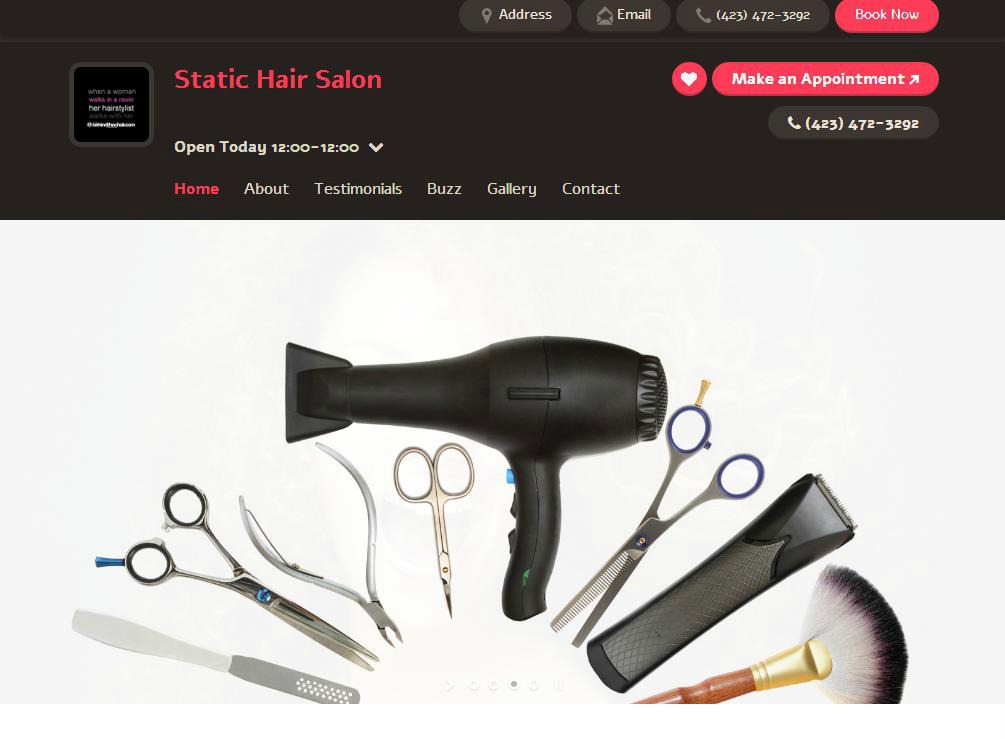 Address Email (423) 472-3292 Book Now
when a woman
walks in a room
her hairstylist
walks with her
behindthechair.com
Static Hair Salon
Make an Appointment
(423) 472-3292
Open Today 12:00-12:00
Home About Testimonials Buzz Gallery Contact